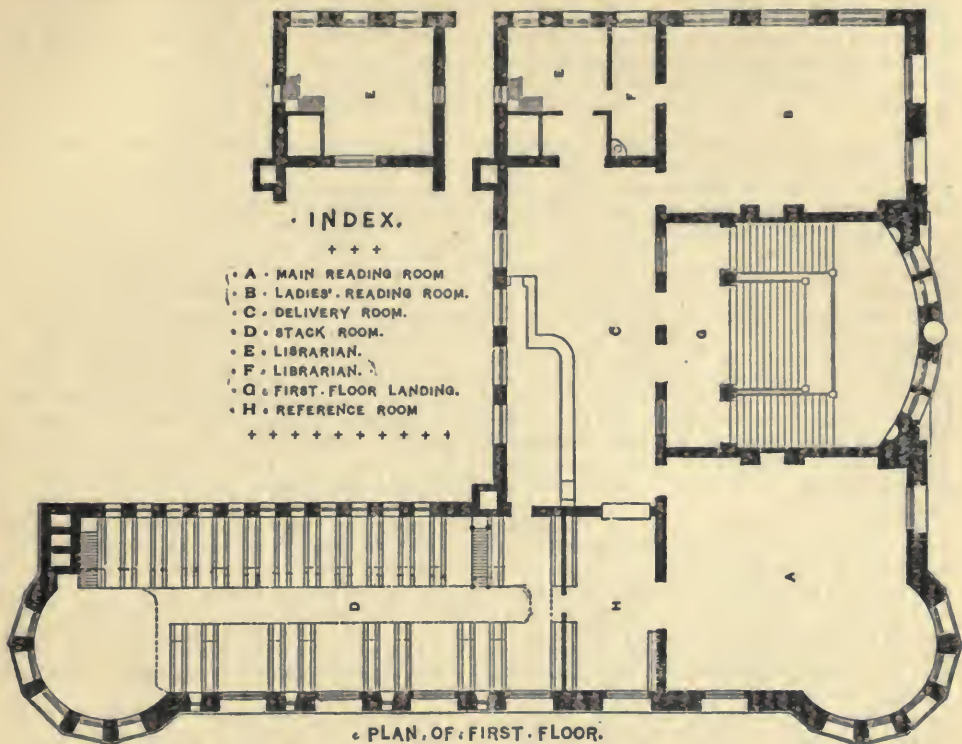 E
E
F
B
· INDEX.
+ + +
· A · MAIN READING ROOM
· B · LADIES'. READING ROOM.
· C · DELIVERY ROOM.
· D · STACK ROOM.
· E · LIBRARIAN.
· F · LIBRARIAN.
· G · FIRST. FLOOR LANDING.
· H · REFERENCE ROOM
+ + + + + + + + + +
C
G
D
H
A
· PLAN. OF. FIRST. FLOOR.